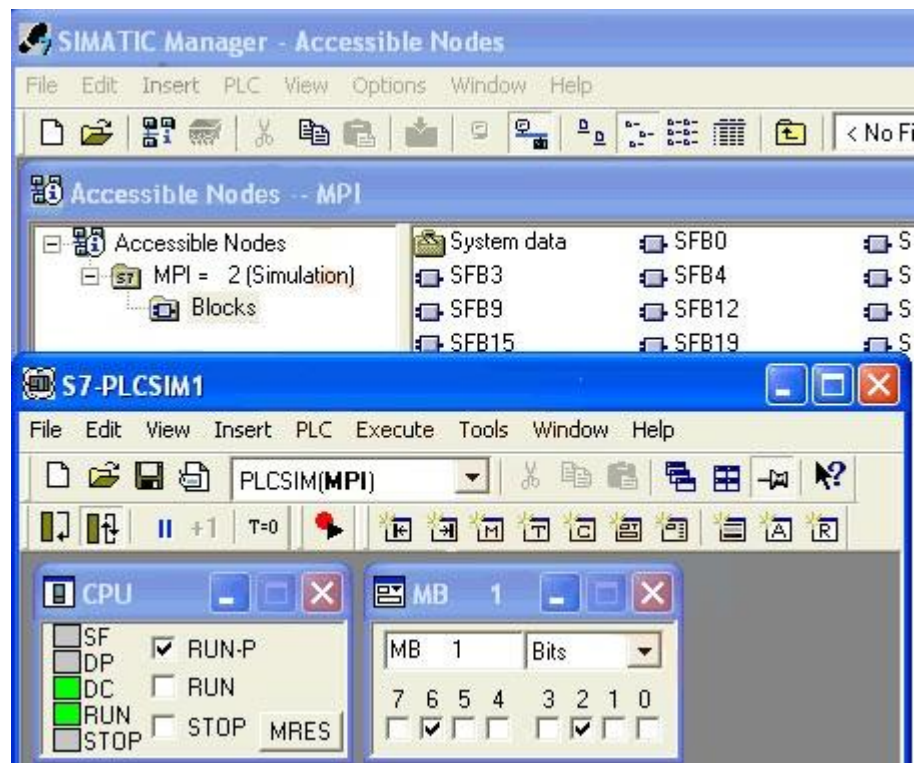 SIMATIC Manager - Accessible Nodes
File Edit Insert PLC View Options Window Help
< No Fi
Accessible Nodes -- MPI
Accessible Nodes
MPI = 2 (Simulation)
Blocks
System data SFB0 S
SFB3 SFB4 S
SFB9 SFB12 S
SFB15 SFB19 S
S7-PLCSIM1
File Edit View Insert PLC Execute Tools Window Help
PLCSIM(MPI)
+1 T=0 M T C A R
CPU
SF
DP
DC
RUN
STOP
RUN-P
RUN
STOP MRES
MB 1
MB 1 Bits
7 6 5 4 3 2 1 0